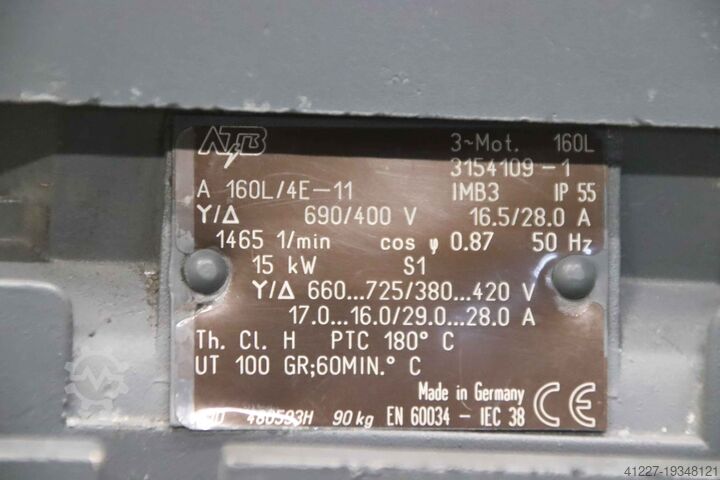 ATB 3~Mot. 160L
3154109-1
A 160L/4E-11 IMB3 IP 55
Y/Δ 690/400 V 16.5/28.0 A
1465 1/min cos φ 0.87 50 Hz
15 kW S1
Y/Δ 660...725/380...420 V
17.0...16.0/29.0...28.0 A
Th. Cl. H PTC 180° C
UT 100 GR;60MIN.° C
Made in Germany
480593H 90 kg EN 60034 - IEC 38 CE
41227-19348121